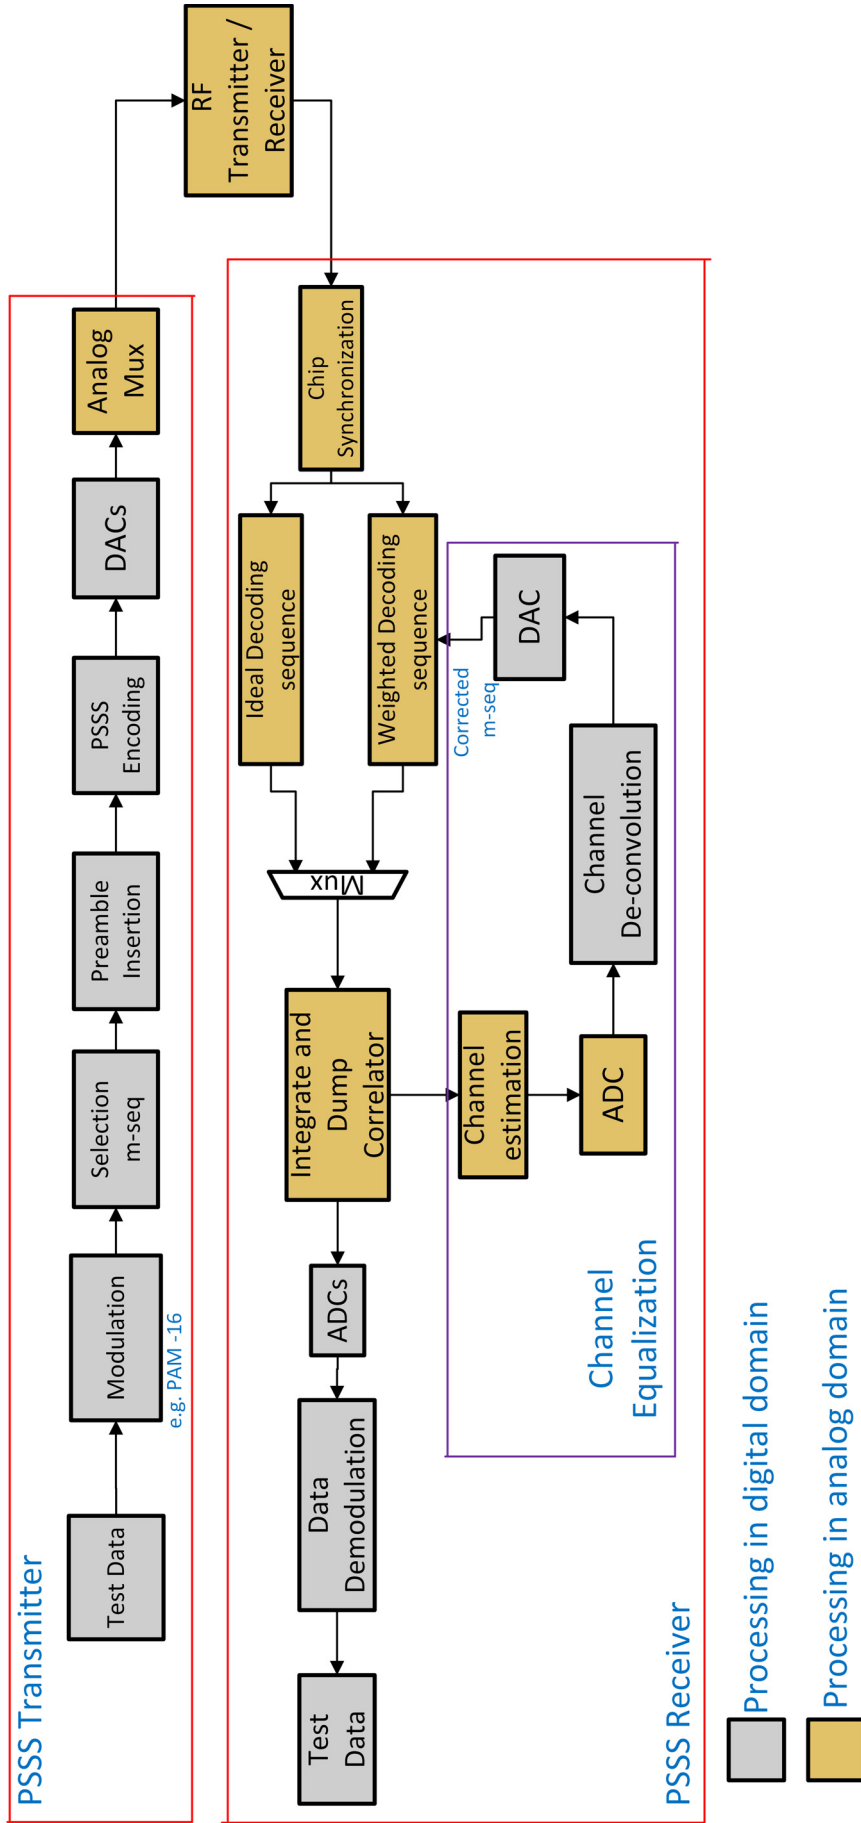 PSSS Transmitter
Test Data
Modulation
e.g. PAM -16
Selection
m-seq
Preamble
Insertion
PSSS
Encoding
DACs
Analog
Mux
RF
Transmitter /
Receiver
Chip
Synchronization
Ideal Decoding
sequence
Weighted Decoding
sequence
Corrected
m-seq
Mux
Integrate and
Dump
Correlator
ADCs
Data
Demodulation
Test
Data
Channel
estimation
ADC
Channel
De-convolution
DAC
Channel
Equalization
PSSS Receiver
Processing in digital domain
Processing in analog domain